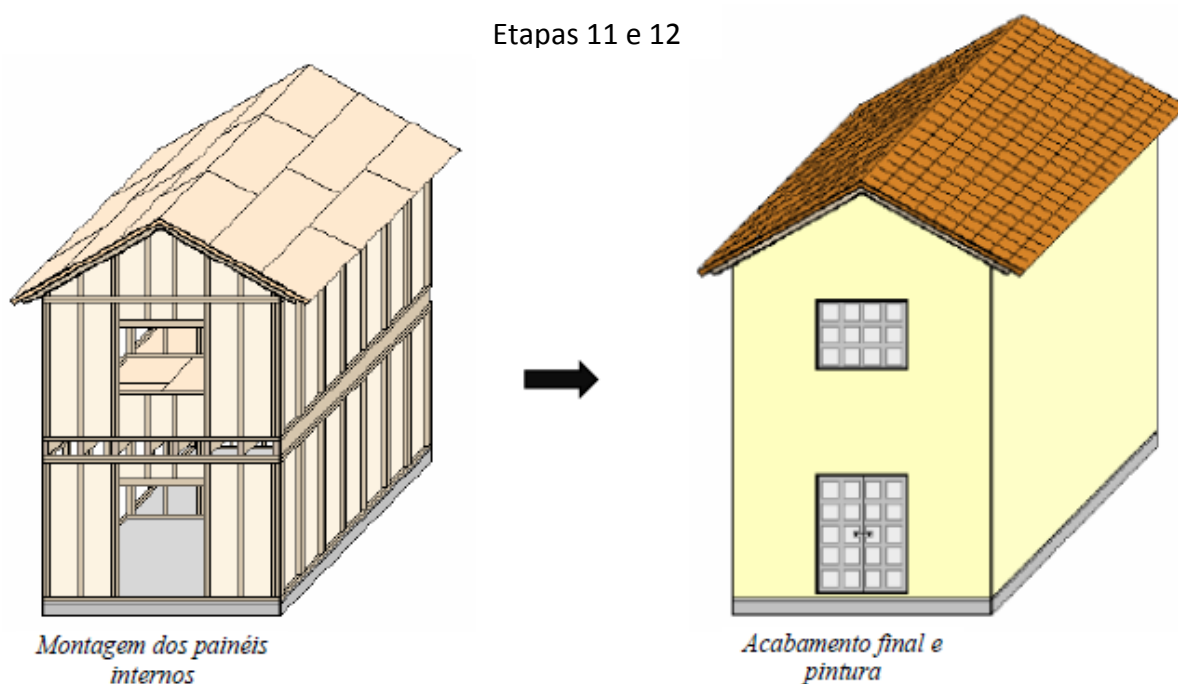 Etapas 11 e 12
Montagem dos painéis
internos
Acabamento final e
pintura